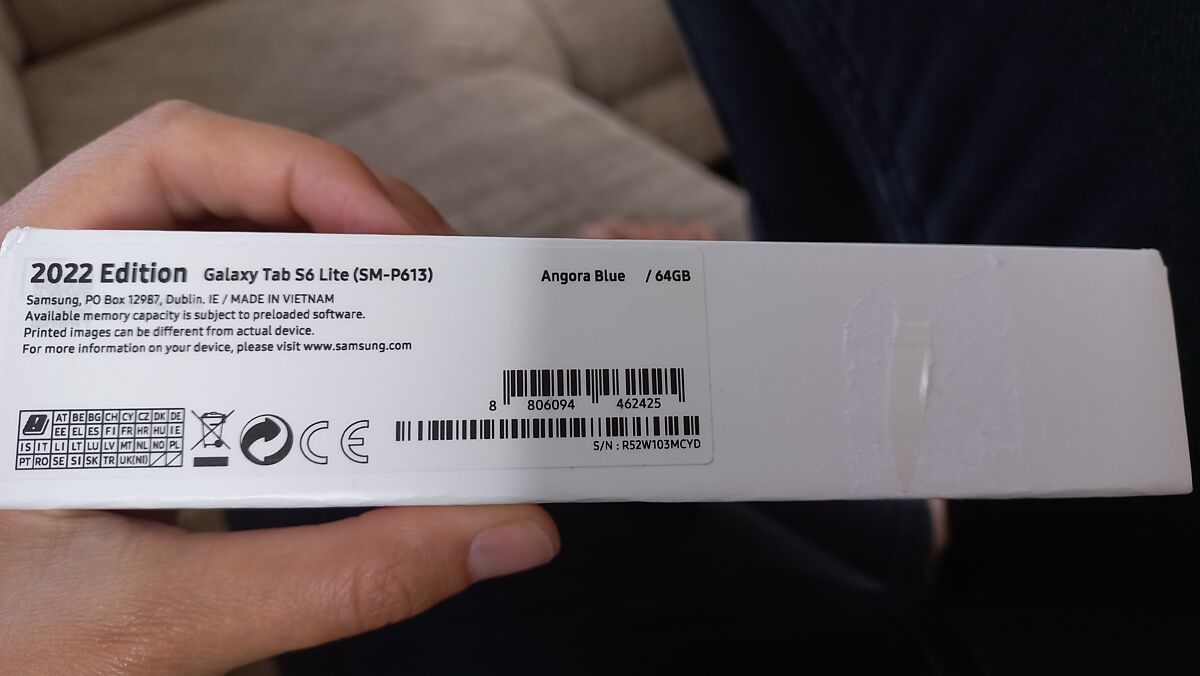 2022 Edition Galaxy Tab S6 Lite (SM-P613) Angora Blue / 64GB
Samsung, PO Box 12987, Dublin. IE / MADE IN VIETNAM
Available memory capacity is subject to preloaded software.
Printed images can be different from actual device.
For more information on your device, please visit www.samsung.com
8 806094 462425
AT BE BG CH CY CZ DK DE
EE EL ES FI FR HR HU IE
IS IT LI LT LU LV MT NL NO PL
PT RO SE SI SK TR UK(NI)
CE
S/N : R52W103MCYD